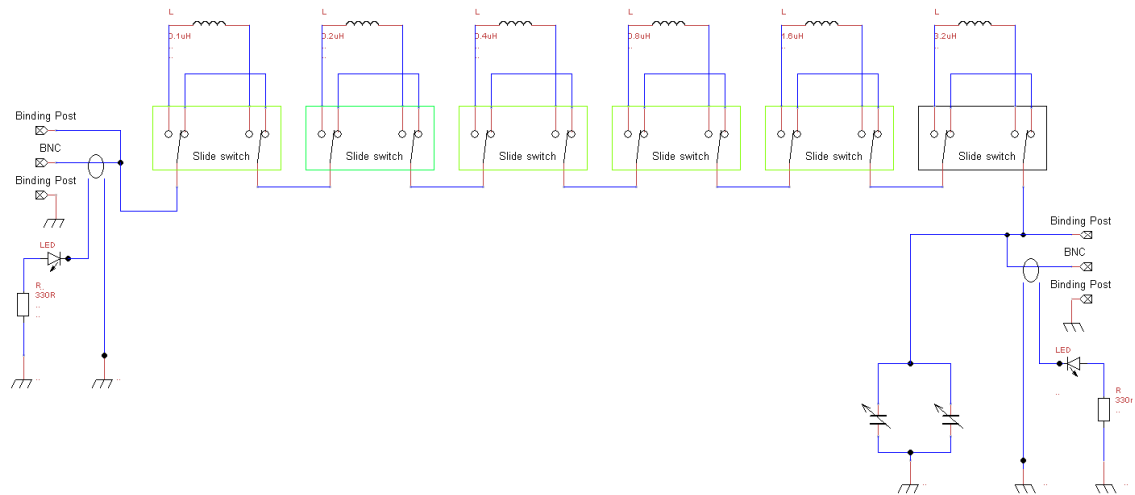 L L L L L L
0.1uH 0.2uH 0.4uH 0.8uH 1.6uH 3.2uH
Binding Post
BNC
Slide switch Slide switch Slide switch Slide switch Slide switch Slide switch
Binding Post
Binding Post
LED
BNC
R
Binding Post
330R
LED
R
330r